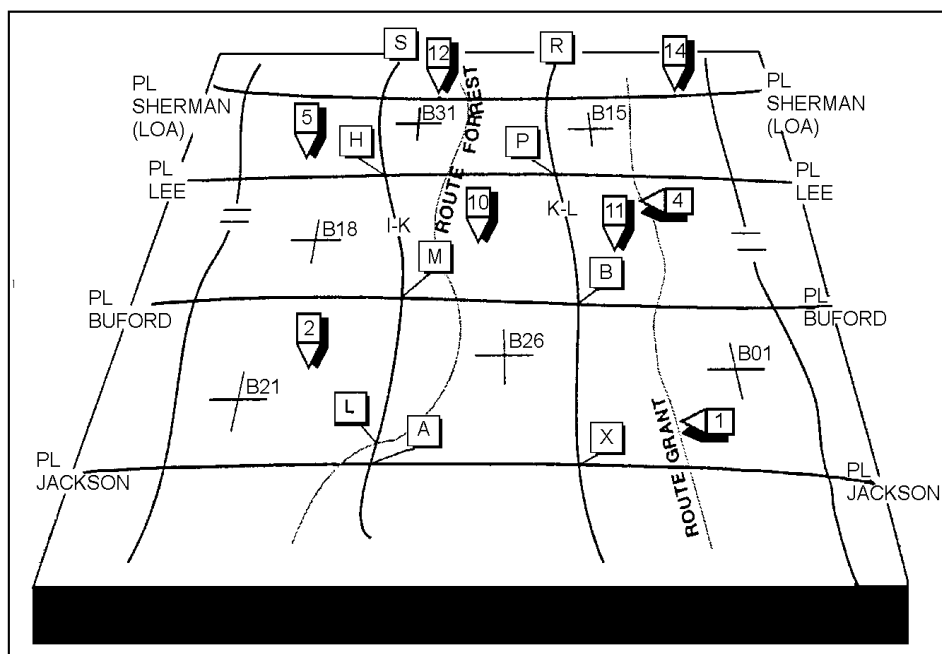 S
R
12
14
PL
SHERMAN
(LOA)
PL
SHERMAN
(LOA)
5
B31
ROUTE FORREST
B15
H
P
PL
LEE
PL
LEE
10
11
4
I-K
K-L
B18
M
B
PL
BUFORD
PL
BUFORD
2
B26
B01
B21
L
A
X
1
ROUTE GRANT
PL
JACKSON
PL
JACKSON